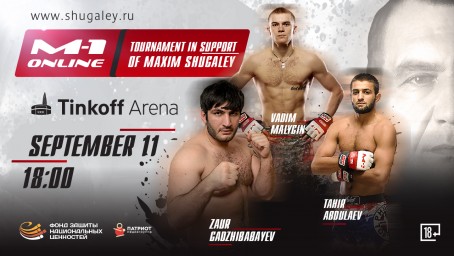 www.shugaley.ru
M-1
ONLINE
TOURNAMENT IN SUPPORT
OF MAXIM SHUGALEY
Tinkoff Arena
SEPTEMBER 11
18:00
VADIM
MALYGIN
TAHIR
ABDULAEV
ZAUR
GADZHIBABAYEV
ФОНД ЗАЩИТЫ
НАЦИОНАЛЬНЫХ
ЦЕННОСТЕЙ
ПАТРИОТ
18+